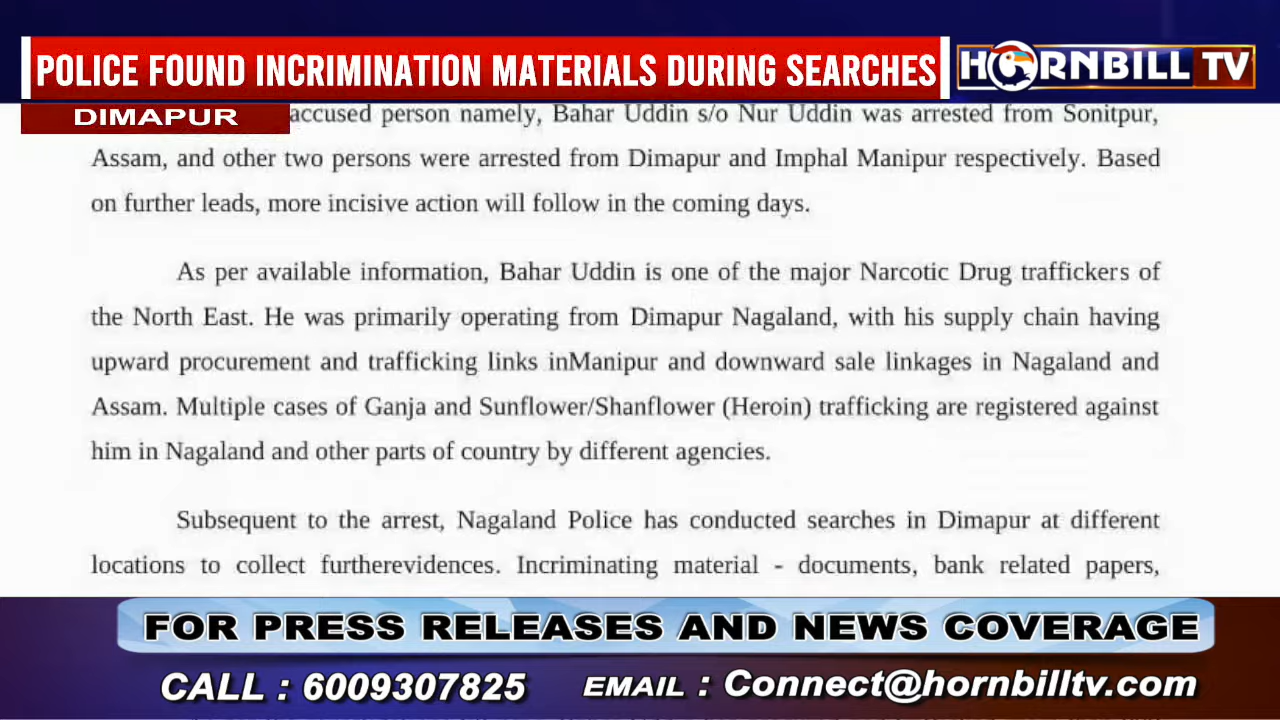 POLICE FOUND INCRIMINATION MATERIALS DURING SEARCHES
HORNBILL TV
DIMAPUR
accused person namely, Bahar Uddin s/o Nur Uddin was arrested from Sonitpur,
Assam, and other two persons were arrested from Dimapur and Imphal Manipur respectively. Based
on further leads, more incisive action will follow in the coming days.
As per available information, Bahar Uddin is one of the major Narcotic Drug traffickers of
the North East. He was primarily operating from Dimapur Nagaland, with his supply chain having
upward procurement and trafficking links inManipur and downward sale linkages in Nagaland and
Assam. Multiple cases of Ganja and Sunflower/Shanflower (Heroin) trafficking are registered against
him in Nagaland and other parts of country by different agencies.
Subsequent to the arrest, Nagaland Police has conducted searches in Dimapur at different
locations to collect furtherevidences. Incriminating material - documents, bank related papers,
FOR PRESS RELEASES AND NEWS COVERAGE
CALL : 6009307825 EMAIL : Connect@hornbilltv.com